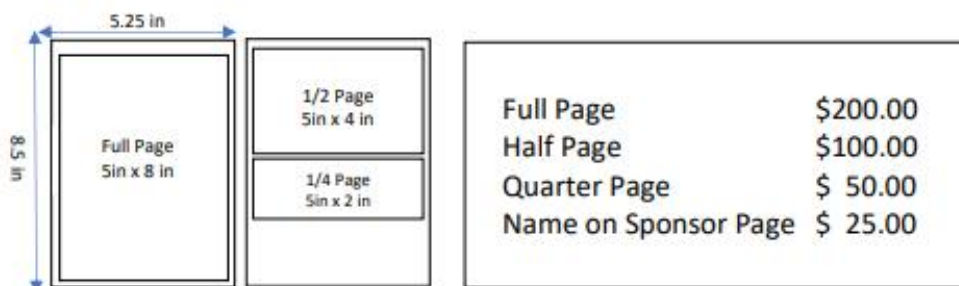 5.25 in
8.5 in
Full Page
5in x 8 in
1/2 Page
5in x 4 in
1/4 Page
5in x 2 in
Full Page $200.00
Half Page $100.00
Quarter Page $ 50.00
Name on Sponsor Page $ 25.00